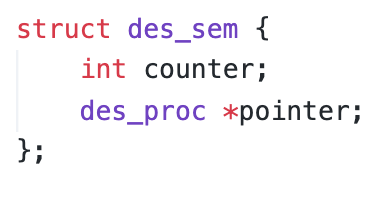 struct des_sem {
    int counter;
    des_proc *pointer;
};